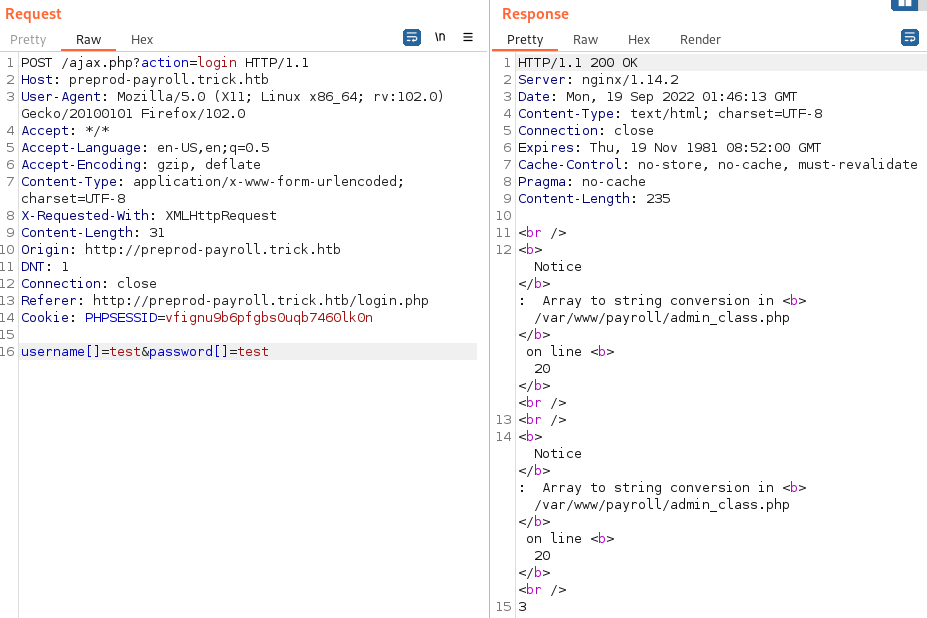 Request
Pretty Raw Hex
\n
1 POST /ajax.php?action=login HTTP/1.1
2 Host: preprod-payroll.trick.htb
3 User-Agent: Mozilla/5.0 (X11; Linux x86_64; rv:102.0)
Gecko/20100101 Firefox/102.0
4 Accept: */*
5 Accept-Language: en-US,en;q=0.5
6 Accept-Encoding: gzip, deflate
7 Content-Type: application/x-www-form-urlencoded;
charset=UTF-8
8 X-Requested-With: XMLHttpRequest
9 Content-Length: 31
10 Origin: http://preprod-payroll.trick.htb
11 DNT: 1
12 Connection: close
13 Referer: http://preprod-payroll.trick.htb/login.php
14 Cookie: PHPSESSID=vfignu9b6pfgbs0uqb7460lk0n
15
16 username[]=test&password[]=test
Response
Pretty Raw Hex Render
1 HTTP/1.1 200 OK
2 Server: nginx/1.14.2
3 Date: Mon, 19 Sep 2022 01:46:13 GMT
4 Content-Type: text/html; charset=UTF-8
5 Connection: close
6 Expires: Thu, 19 Nov 1981 08:52:00 GMT
7 Cache-Control: no-store, no-cache, must-revalidate
8 Pragma: no-cache
9 Content-Length: 235
10
11 <br />
12 <b>
Notice
</b>
:  Array to string conversion in <b>
/var/www/payroll/admin_class.php
</b>
on line <b>
20
</b>
<br />
13 <br />
14 <b>
Notice
</b>
:  Array to string conversion in <b>
/var/www/payroll/admin_class.php
</b>
on line <b>
20
</b>
<br />
15 3